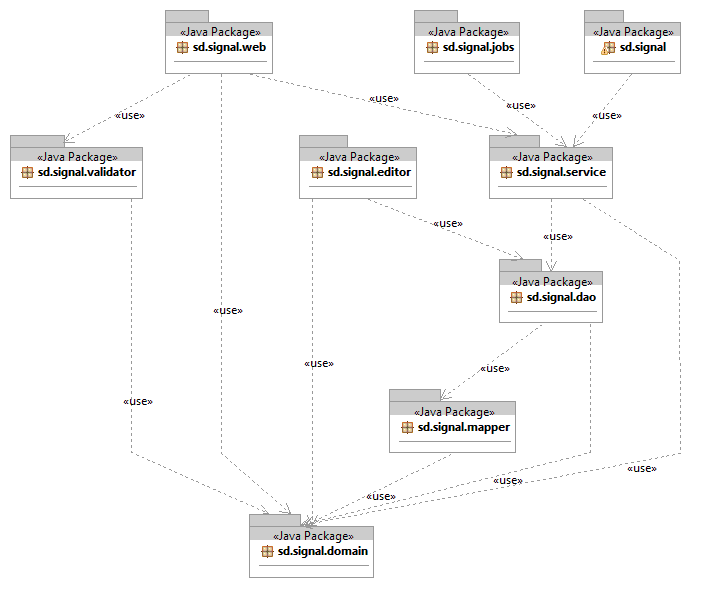 «Java Package»
sd.signal.web
«Java Package»
sd.signal.jobs
«Java Package»
sd.signal
«use»
«use»
«use»
«use»
«Java Package»
sd.signal.validator
«Java Package»
sd.signal.editor
«Java Package»
sd.signal.service
«use»
«use»
«Java Package»
sd.signal.dao
«use»
«use»
«use»
«use»
«Java Package»
sd.signal.mapper
«use»
«use»
«use»
«Java Package»
sd.signal.domain